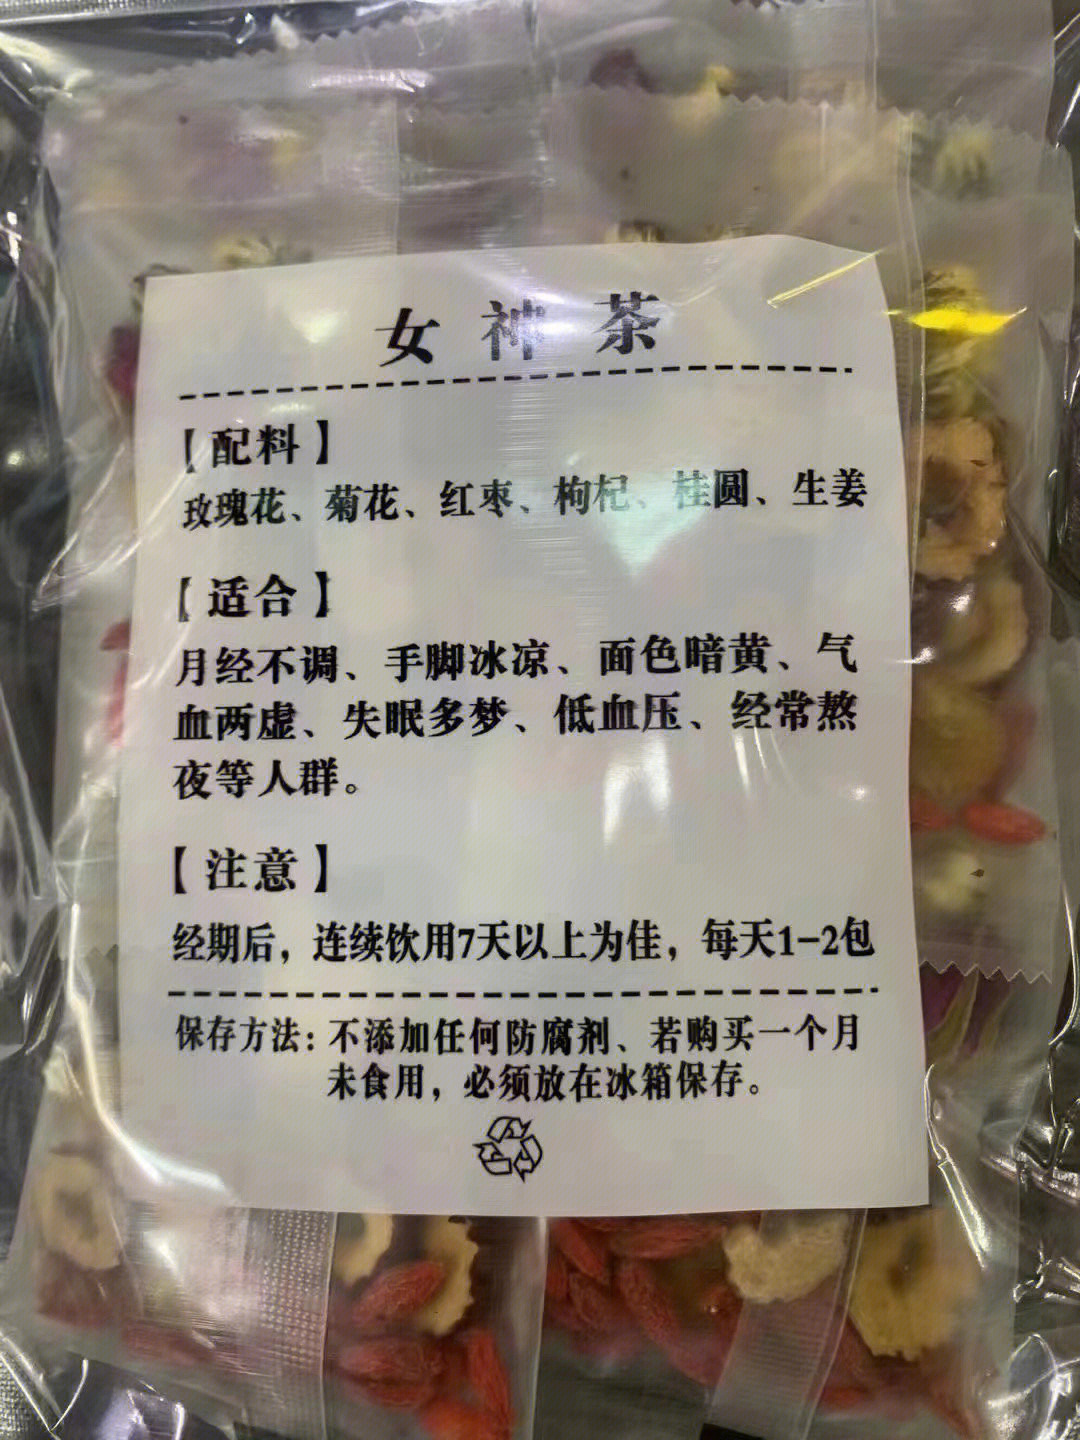 女神茶
【配料】
玫瑰花、菊花、红枣、枸杞、桂圆、生姜
【适合】
月经不调、手脚冰凉、面色暗黄、气
血两虚、失眠多梦、低血压、经常熬
夜等人群。
【注意】
经期后，连续饮用7天以上为佳，每天1-2包
保存方法：不添加任何防腐剂、若购买一个月
未食用，必须放在冰箱保存。